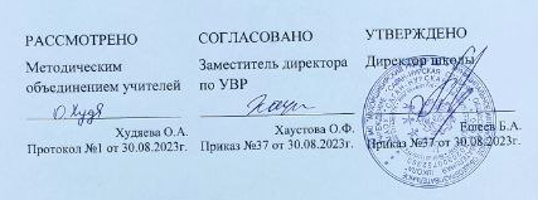 РАССМОТРЕНО
Методическим
объединением учителей
Худяева О.А.
Протокол №1 от 30.08.2023г.
СОГЛАСОВАНО
Заместитель директора
по УВР
Хаустова О.Ф.
Приказ №37 от 30.08.2023г.
УТВЕРЖДЕНО
Директор школы
Б.А.
Приказ №37 от 30.08.2023г.